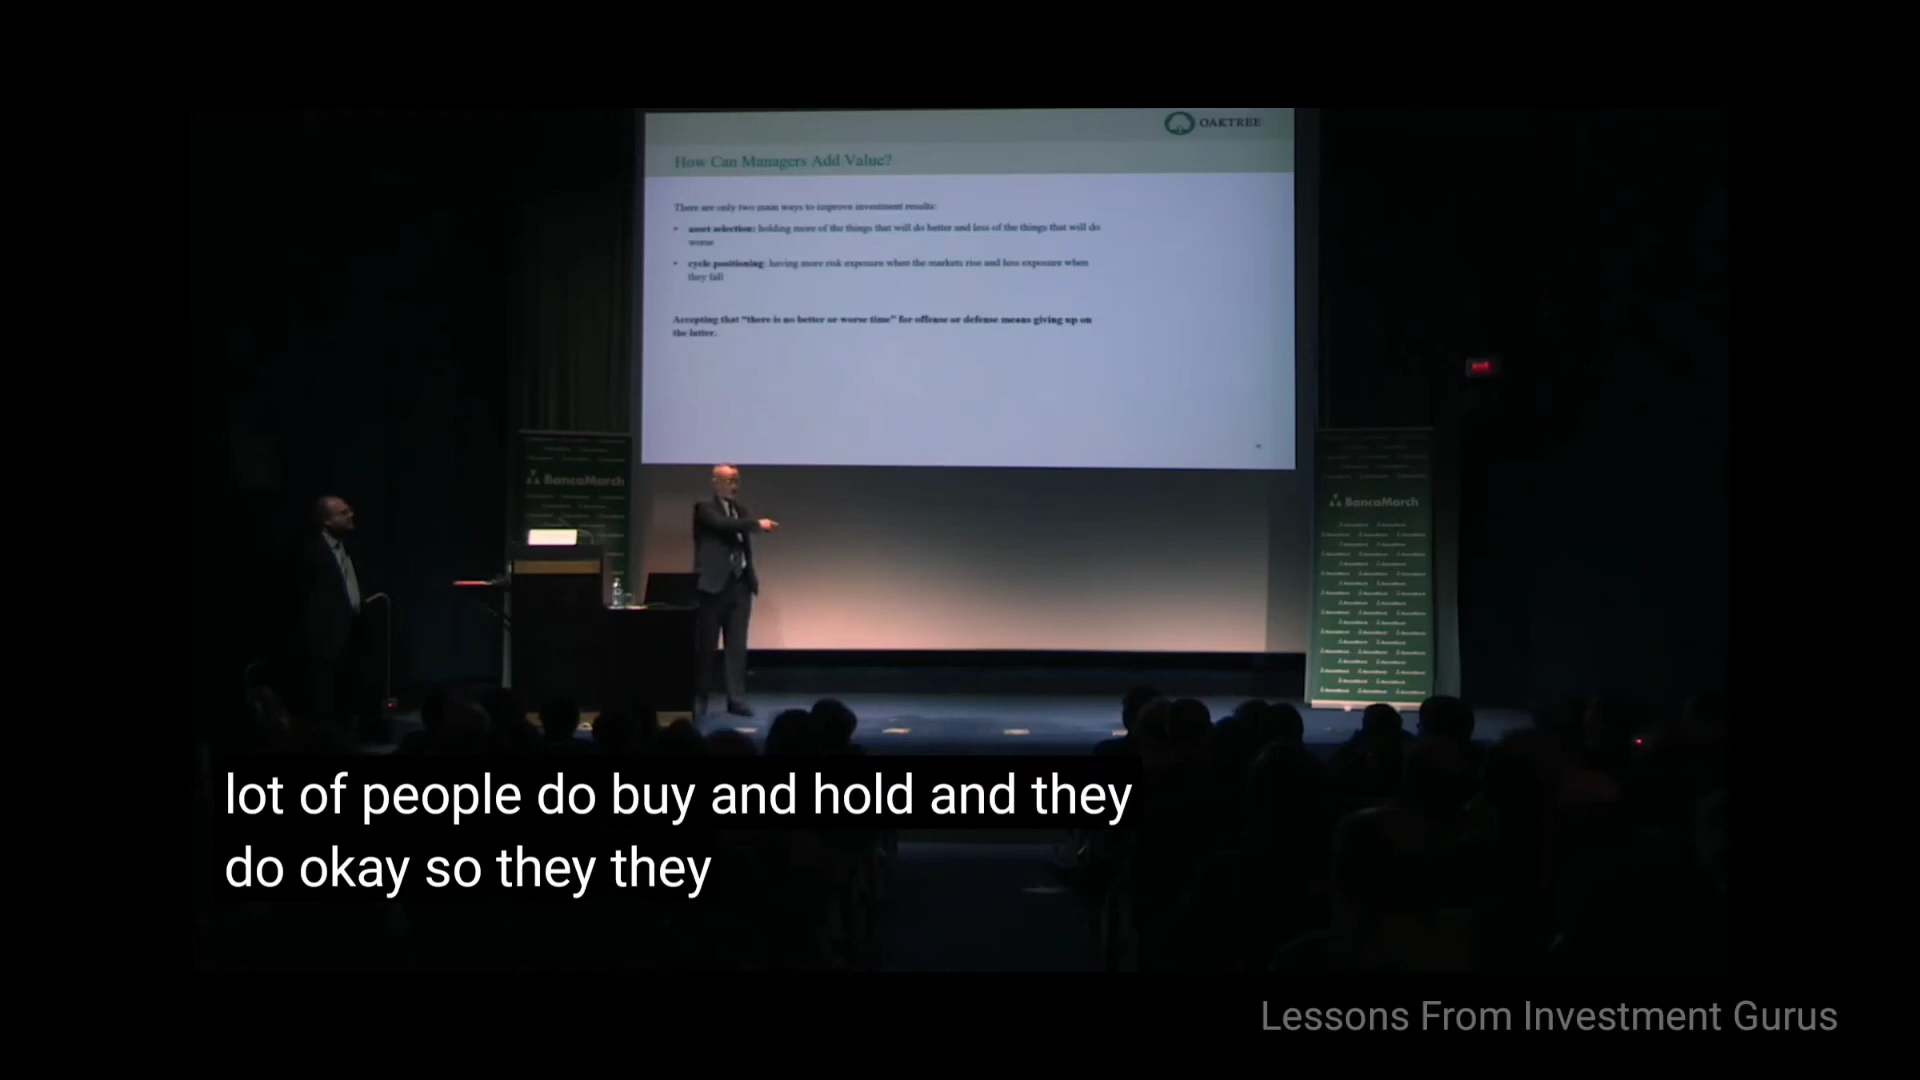 OAKTREE
How Can Managers Add Value?
There are only two main ways to improve investment results:
• asset selection: holding more of the things that will do better and less of the things that will do
worse
• cycle positioning: having more risk exposure when the markets rise and less exposure when
they fall
Accepting that "there is no better or worse time" for offense or defense means giving up on
the latter.
BancaMarch
BancaMarch
lot of people do buy and hold and they
do okay so they they
Lessons From Investment Gurus